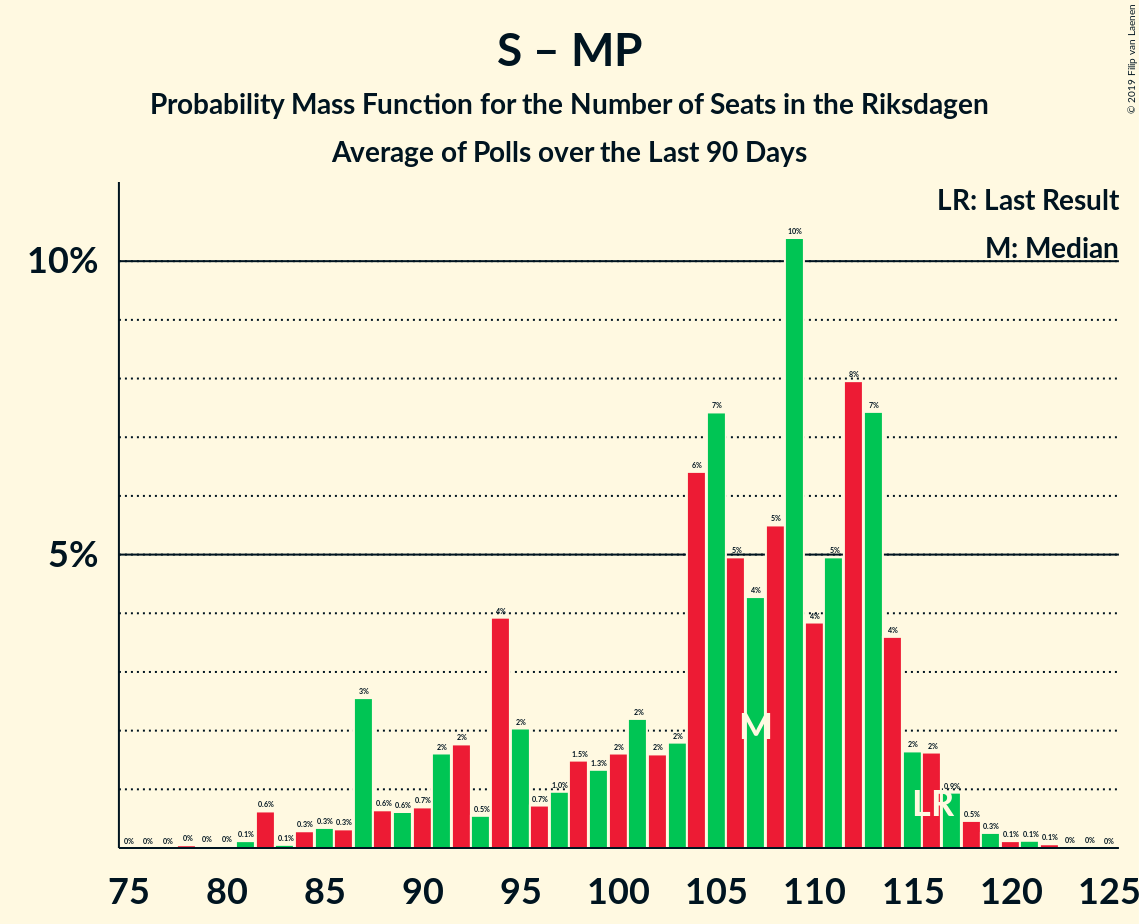 S – MP
Probability Mass Function for the Number of Seats in the Riksdagen
Average of Polls over the Last 90 Days
© 2019 Filip van Laenen
LR: Last Result
M: Median
10%
5%
0% 0% 0% 0% 0% 0% 0.1% 0.6% 0.1% 0.3% 0.3% 0.3% 3% 0.6% 0.6% 0.7% 2% 2% 0.5% 4% 2% 0.7% 1.0% 1.5% 1.3% 2% 2% 2% 2% 6% 7% 5% 4% 5% 10% 4% 5% 8% 7% 4% 2% 2% 0.9% 0.5% 0.3% 0.1% 0.1% 0.1% 0% 0% 0%
M
LR
75 80 85 90 95 100 105 110 115 120 125